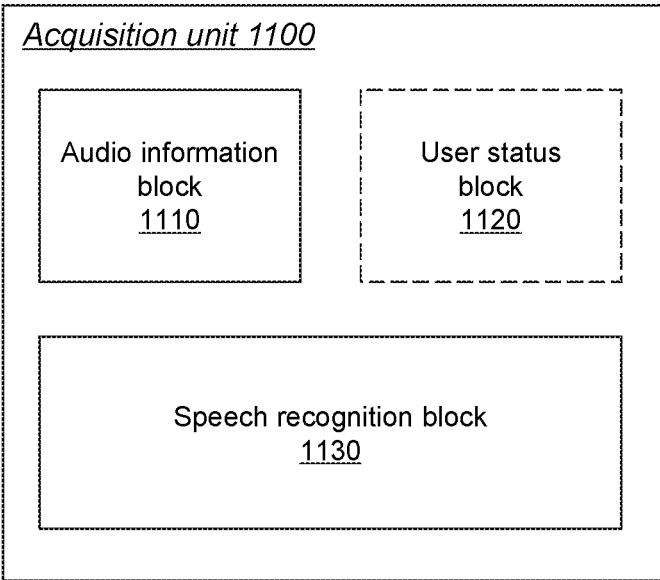 Acquisition unit 1100
Audio information
block
1110
User status
block
1120
Speech recognition block
1130